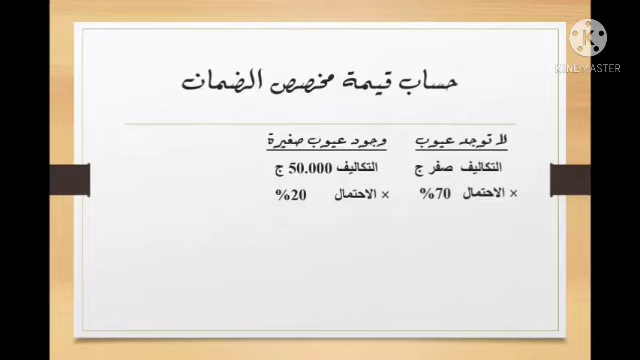 K
KINEMASTER
حساب قيمة مخصص الضمان
لا توجد عيوب وجود عيوب صغيرة
التكاليف صفر ج التكاليف 50.000 ج
× الاحتمال 70% × الاحتمال 20%